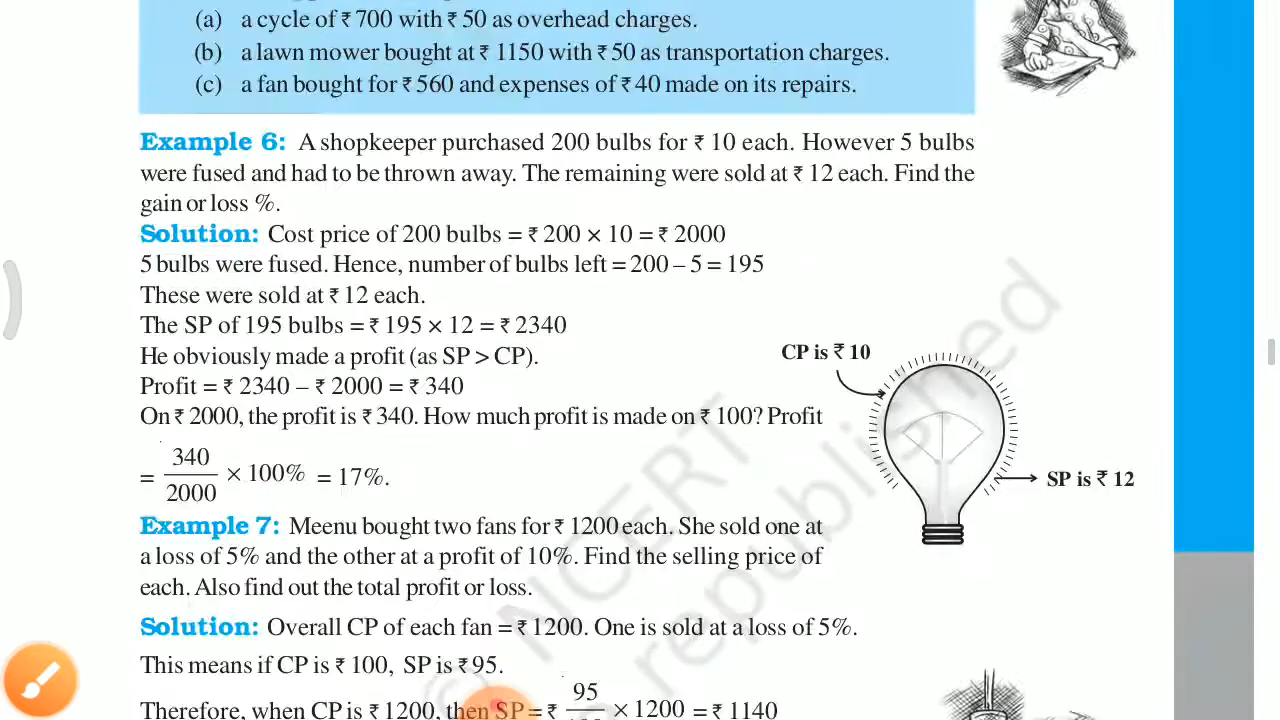 (a) a cycle of ₹ 700 with ₹ 50 as overhead charges.
(b) a lawn mower bought at ₹ 1150 with ₹ 50 as transportation charges.
(c) a fan bought for ₹ 560 and expenses of ₹ 40 made on its repairs.
Example 6: A shopkeeper purchased 200 bulbs for ₹ 10 each. However 5 bulbs
were fused and had to be thrown away. The remaining were sold at ₹ 12 each. Find the
gain or loss %.
Solution: Cost price of 200 bulbs = ₹ 200 × 10 = ₹ 2000
5 bulbs were fused. Hence, number of bulbs left = 200 – 5 = 195
These were sold at ₹ 12 each.
The SP of 195 bulbs = ₹ 195 × 12 = ₹ 2340
He obviously made a profit (as SP > CP).
CP is ₹ 10
Profit = ₹ 2340 – ₹ 2000 = ₹ 340
On ₹ 2000, the profit is ₹ 340. How much profit is made on ₹ 100? Profit
= 340/2000 × 100% = 17%.
SP is ₹ 12
Example 7: Meenu bought two fans for ₹ 1200 each. She sold one at
a loss of 5% and the other at a profit of 10%. Find the selling price of
each. Also find out the total profit or loss.
Solution: Overall CP of each fan = ₹ 1200. One is sold at a loss of 5%.
This means if CP is ₹ 100, SP is ₹ 95.
Therefore, when CP is ₹ 1200, then SP = ₹ 95 × 1200 = ₹ 1140
© NCERT
republished